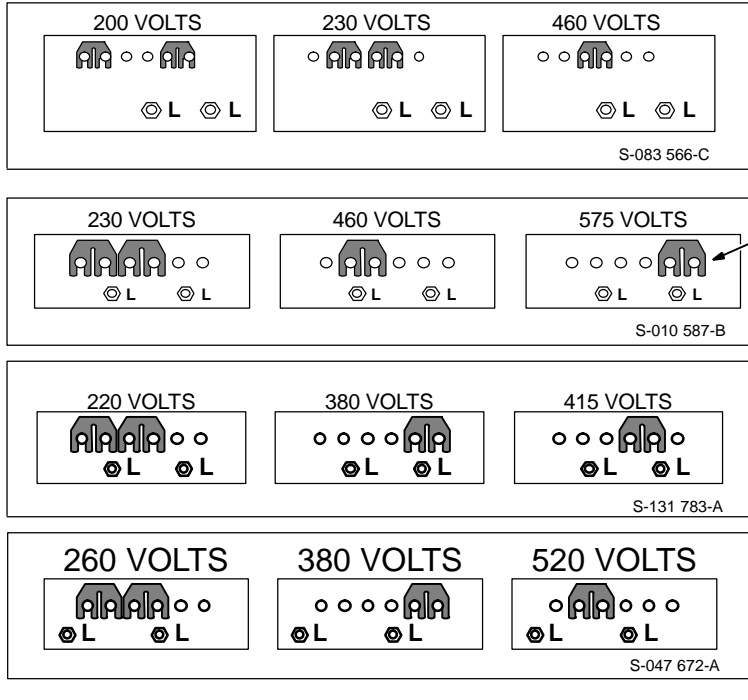 200 VOLTS 230 VOLTS 460 VOLTS
L L L L L L
S-083 566-C
230 VOLTS 460 VOLTS 575 VOLTS
L L L L L L
S-010 587-B
220 VOLTS 380 VOLTS 415 VOLTS
L L L L L L
S-131 783-A
260 VOLTS 380 VOLTS 520 VOLTS
L L L L L L
S-047 672-A